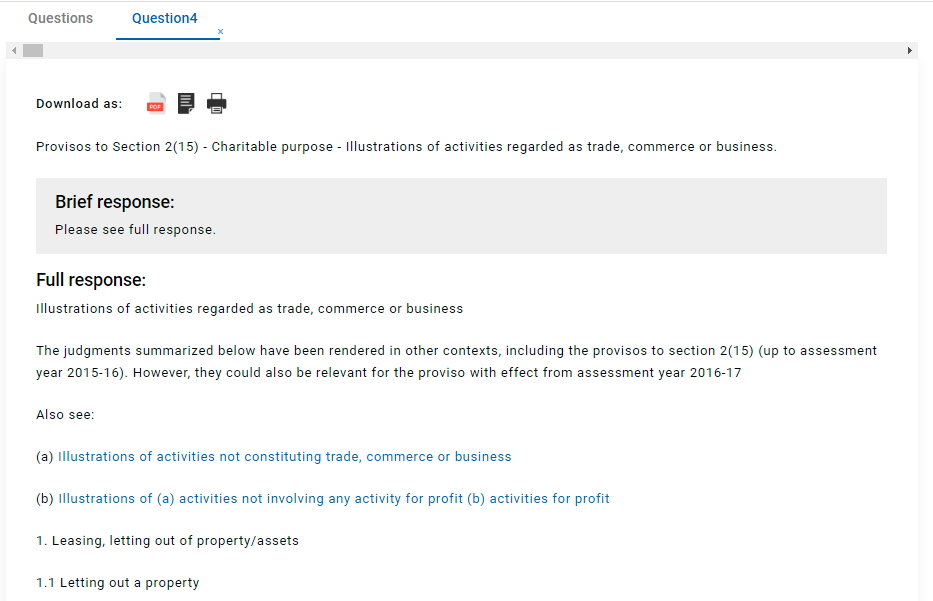 Questions
Question4
×
Download as:
PDF
Provisos to Section 2(15) - Charitable purpose - Illustrations of activities regarded as trade, commerce or business.
Brief response:
Please see full response.
Full response:
Illustrations of activities regarded as trade, commerce or business
The judgments summarized below have been rendered in other contexts, including the provisos to section 2(15) (up to assessment
year 2015-16). However, they could also be relevant for the proviso with effect from assessment year 2016-17
Also see:
(a) Illustrations of activities not constituting trade, commerce or business
(b) Illustrations of (a) activities not involving any activity for profit (b) activities for profit
1. Leasing, letting out of property/assets
1.1 Letting out a property